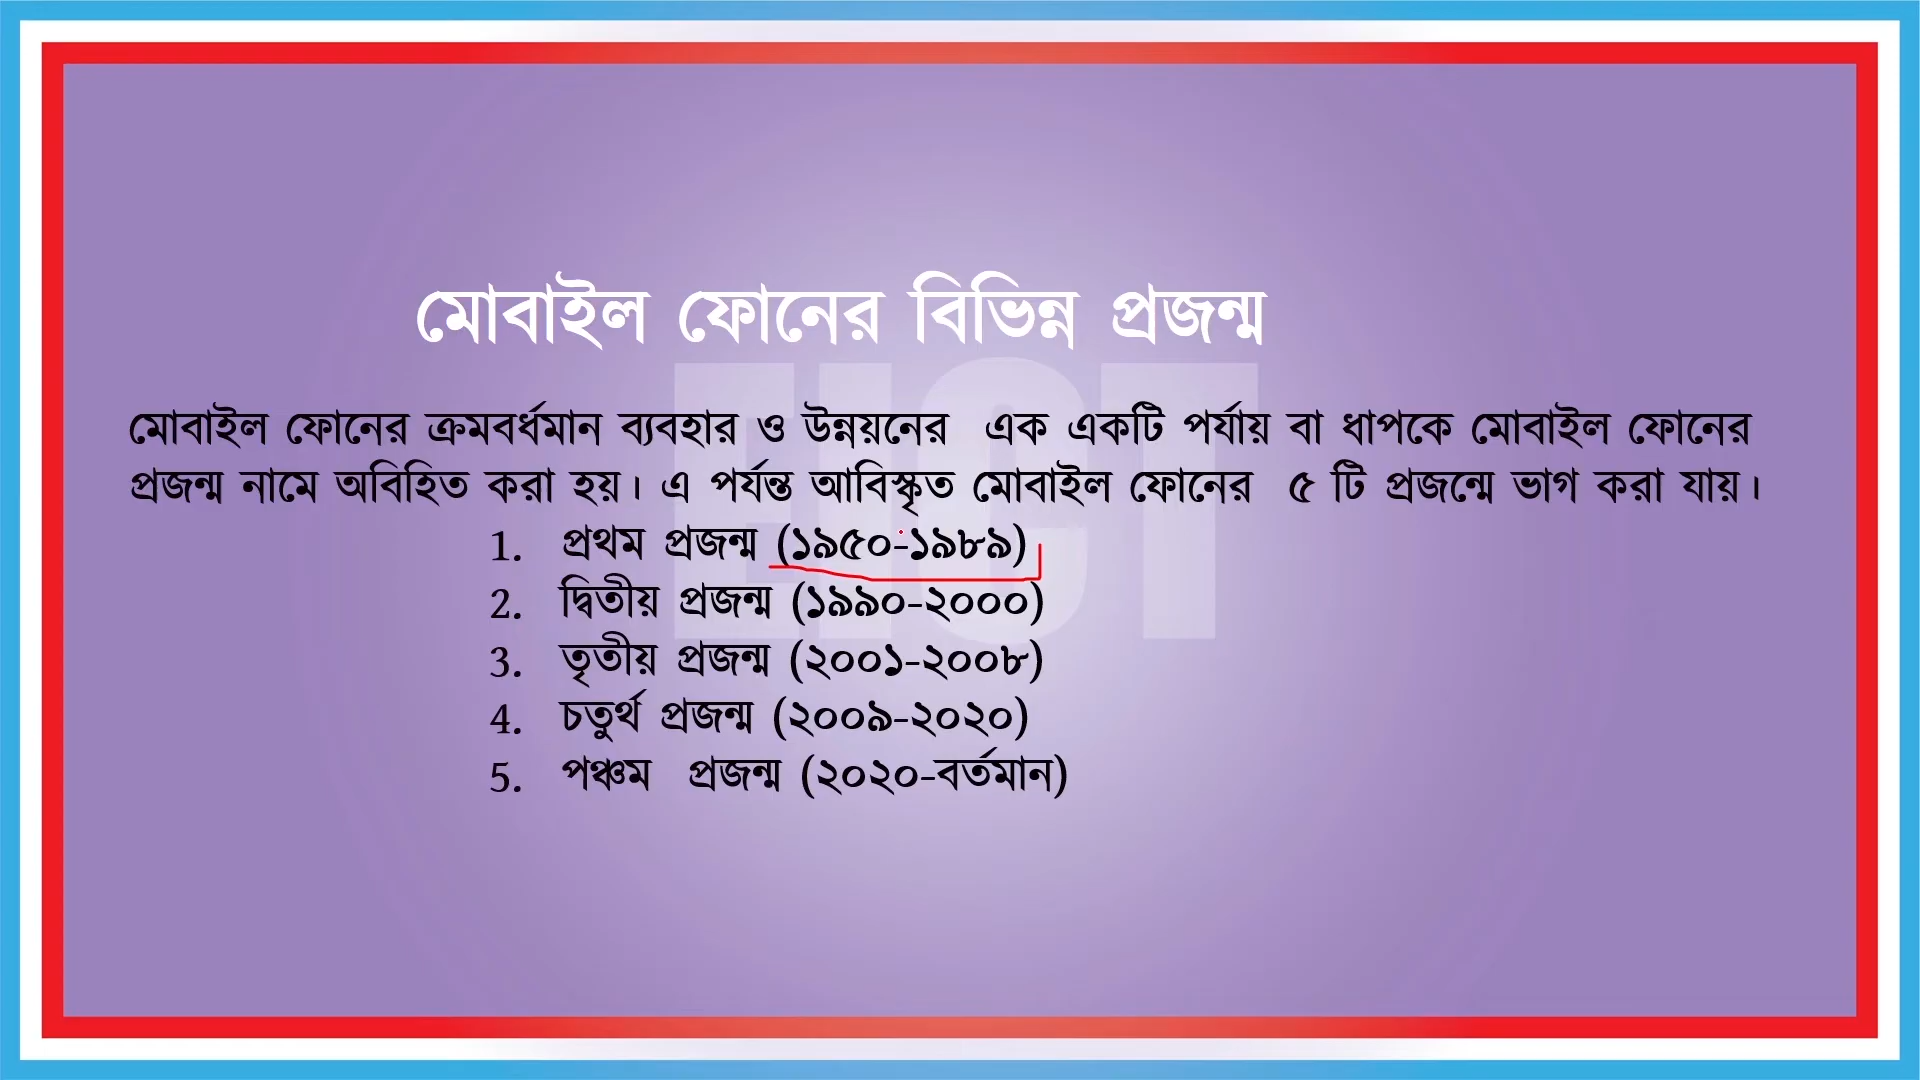 মোবাইল ফোনের বিভিন্ন প্রজন্ম
EICT
মোবাইল ফোনের ক্রমবর্ধমান ব্যবহার ও উন্নয়নের এক একটি পর্যায় বা ধাপকে মোবাইল ফোনের
প্রজন্ম নামে অবিহিত করা হয়। এ পর্যন্ত আবিস্কৃত মোবাইল ফোনের ৫ টি প্রজন্মে ভাগ করা যায়।
1. প্রথম প্রজন্ম (১৯৫০-১৯৮৯)
2. দ্বিতীয় প্রজন্ম (১৯৯০-২০০০)
3. তৃতীয় প্রজন্ম (২০০১-২০০৮)
4. চতুর্থ প্রজন্ম (২০০৯-২০২০)
5. পঞ্চম প্রজন্ম (২০২০-বর্তমান)